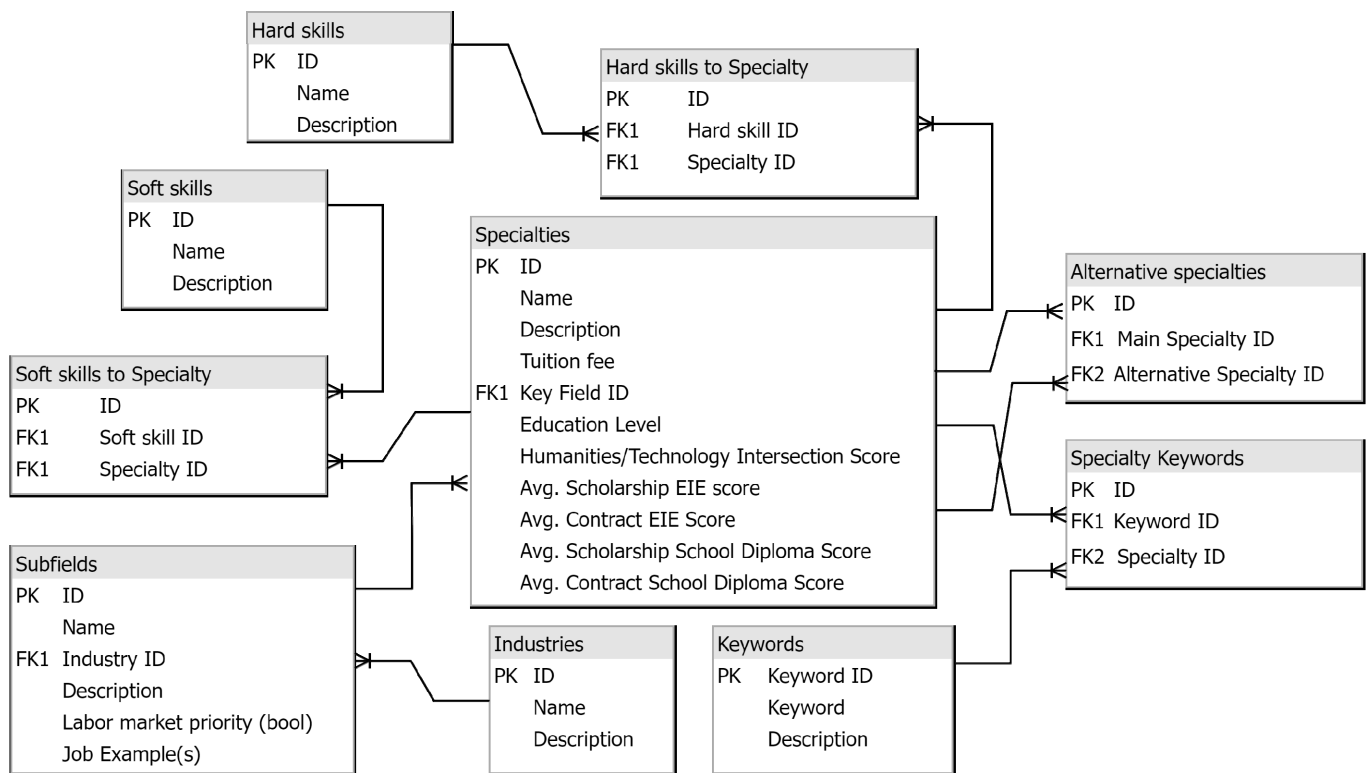 Hard skills
PK ID
Name
Description
Hard skills to Specialty
PK ID
FK1 Hard skill ID
FK1 Specialty ID
Soft skills
PK ID
Name
Description
Specialties
PK ID
Name
Description
Tuition fee
FK1 Key Field ID
Education Level
Humanities/Technology Intersection Score
Avg. Scholarship EIE score
Avg. Contract EIE Score
Avg. Scholarship School Diploma Score
Avg. Contract School Diploma Score
Alternative specialties
PK ID
FK1 Main Specialty ID
FK2 Alternative Specialty ID
Soft skills to Specialty
PK ID
FK1 Soft skill ID
FK1 Specialty ID
Specialty Keywords
PK ID
FK1 Keyword ID
FK2 Specialty ID
Subfields
PK ID
Name
FK1 Industry ID
Description
Labor market priority (bool)
Job Example(s)
Industries
PK ID
Name
Description
Keywords
PK Keyword ID
Keyword
Description